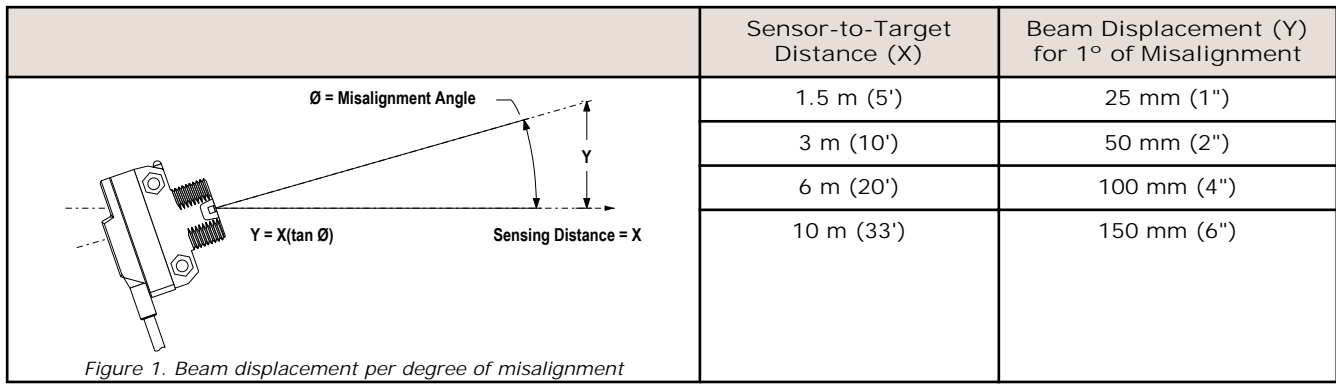 Sensor-to-Target
Distance (X)
Beam Displacement (Y)
for 1º of Misalignment
Ø = Misalignment Angle
Y
Y = X(tan Ø)
Sensing Distance = X
Figure 1. Beam displacement per degree of misalignment
1.5 m (5')
25 mm (1")
3 m (10')
50 mm (2")
6 m (20')
100 mm (4")
10 m (33')
150 mm (6")